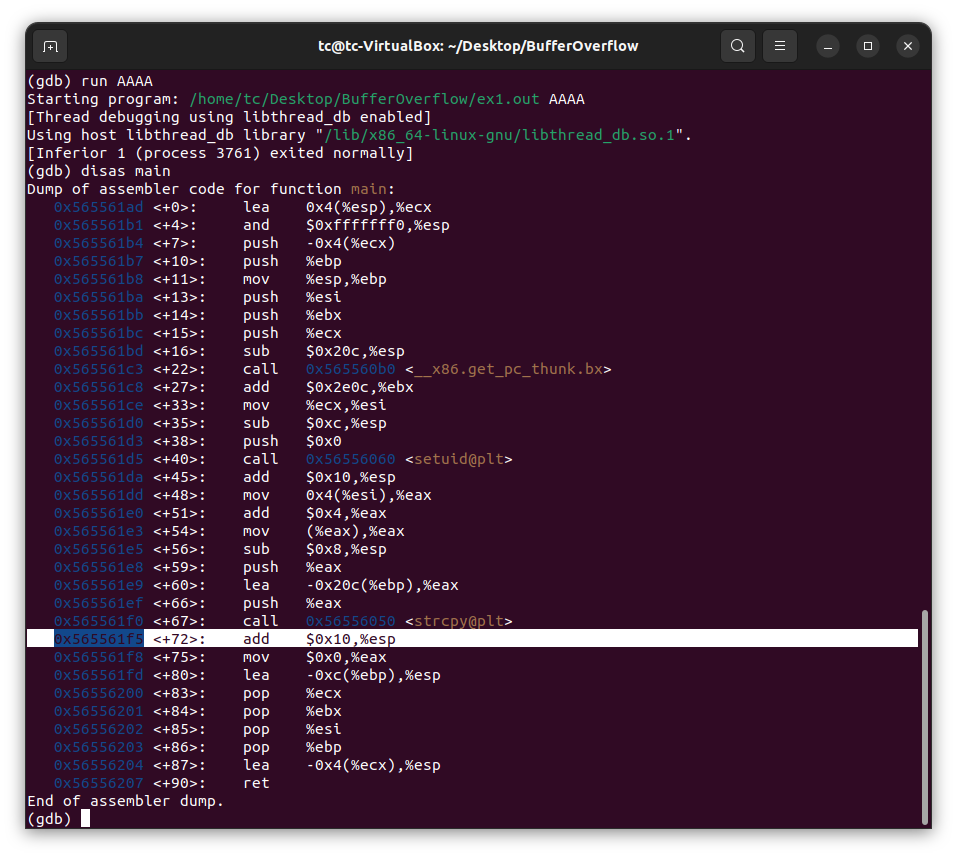 tc@tc-VirtualBox: ~/Desktop/BufferOverflow
(gdb) run AAAA
Starting program: /home/tc/Desktop/BufferOverflow/ex1.out AAAA
[Thread debugging using libthread_db enabled]
Using host libthread_db library "/lib/x86_64-linux-gnu/libthread_db.so.1".
[Inferior 1 (process 3761) exited normally]
(gdb) disas main
Dump of assembler code for function main:
   0x565561ad <+0>:     lea    0x4(%esp),%ecx
   0x565561b1 <+4>:     and    $0xfffffff0,%esp
   0x565561b4 <+7>:     push   -0x4(%ecx)
   0x565561b7 <+10>:    push   %ebp
   0x565561b8 <+11>:    mov    %esp,%ebp
   0x565561ba <+13>:    push   %esi
   0x565561bb <+14>:    push   %ebx
   0x565561bc <+15>:    push   %ecx
   0x565561bd <+16>:    sub    $0x20c,%esp
   0x565561c3 <+22>:    call   0x565560b0 <__x86.get_pc_thunk.bx>
   0x565561c8 <+27>:    add    $0x2e0c,%ebx
   0x565561ce <+33>:    mov    %ecx,%esi
   0x565561d0 <+35>:    sub    $0xc,%esp
   0x565561d3 <+38>:    push   $0x0
   0x565561d5 <+40>:    call   0x56556060 <setuid@plt>
   0x565561da <+45>:    add    $0x10,%esp
   0x565561dd <+48>:    mov    0x4(%esi),%eax
   0x565561e0 <+51>:    add    $0x4,%eax
   0x565561e3 <+54>:    mov    (%eax),%eax
   0x565561e5 <+56>:    sub    $0x8,%esp
   0x565561e8 <+59>:    push   %eax
   0x565561e9 <+60>:    lea    -0x20c(%ebp),%eax
   0x565561ef <+66>:    push   %eax
   0x565561f0 <+67>:    call   0x56556050 <strcpy@plt>
   0x565561f5 <+72>:    add    $0x10,%esp
   0x565561f8 <+75>:    mov    $0x0,%eax
   0x565561fd <+80>:    lea    -0xc(%ebp),%esp
   0x56556200 <+83>:    pop    %ecx
   0x56556201 <+84>:    pop    %ebx
   0x56556202 <+85>:    pop    %esi
   0x56556203 <+86>:    pop    %ebp
   0x56556204 <+87>:    lea    -0x4(%ecx),%esp
   0x56556207 <+90>:    ret
End of assembler dump.
(gdb)